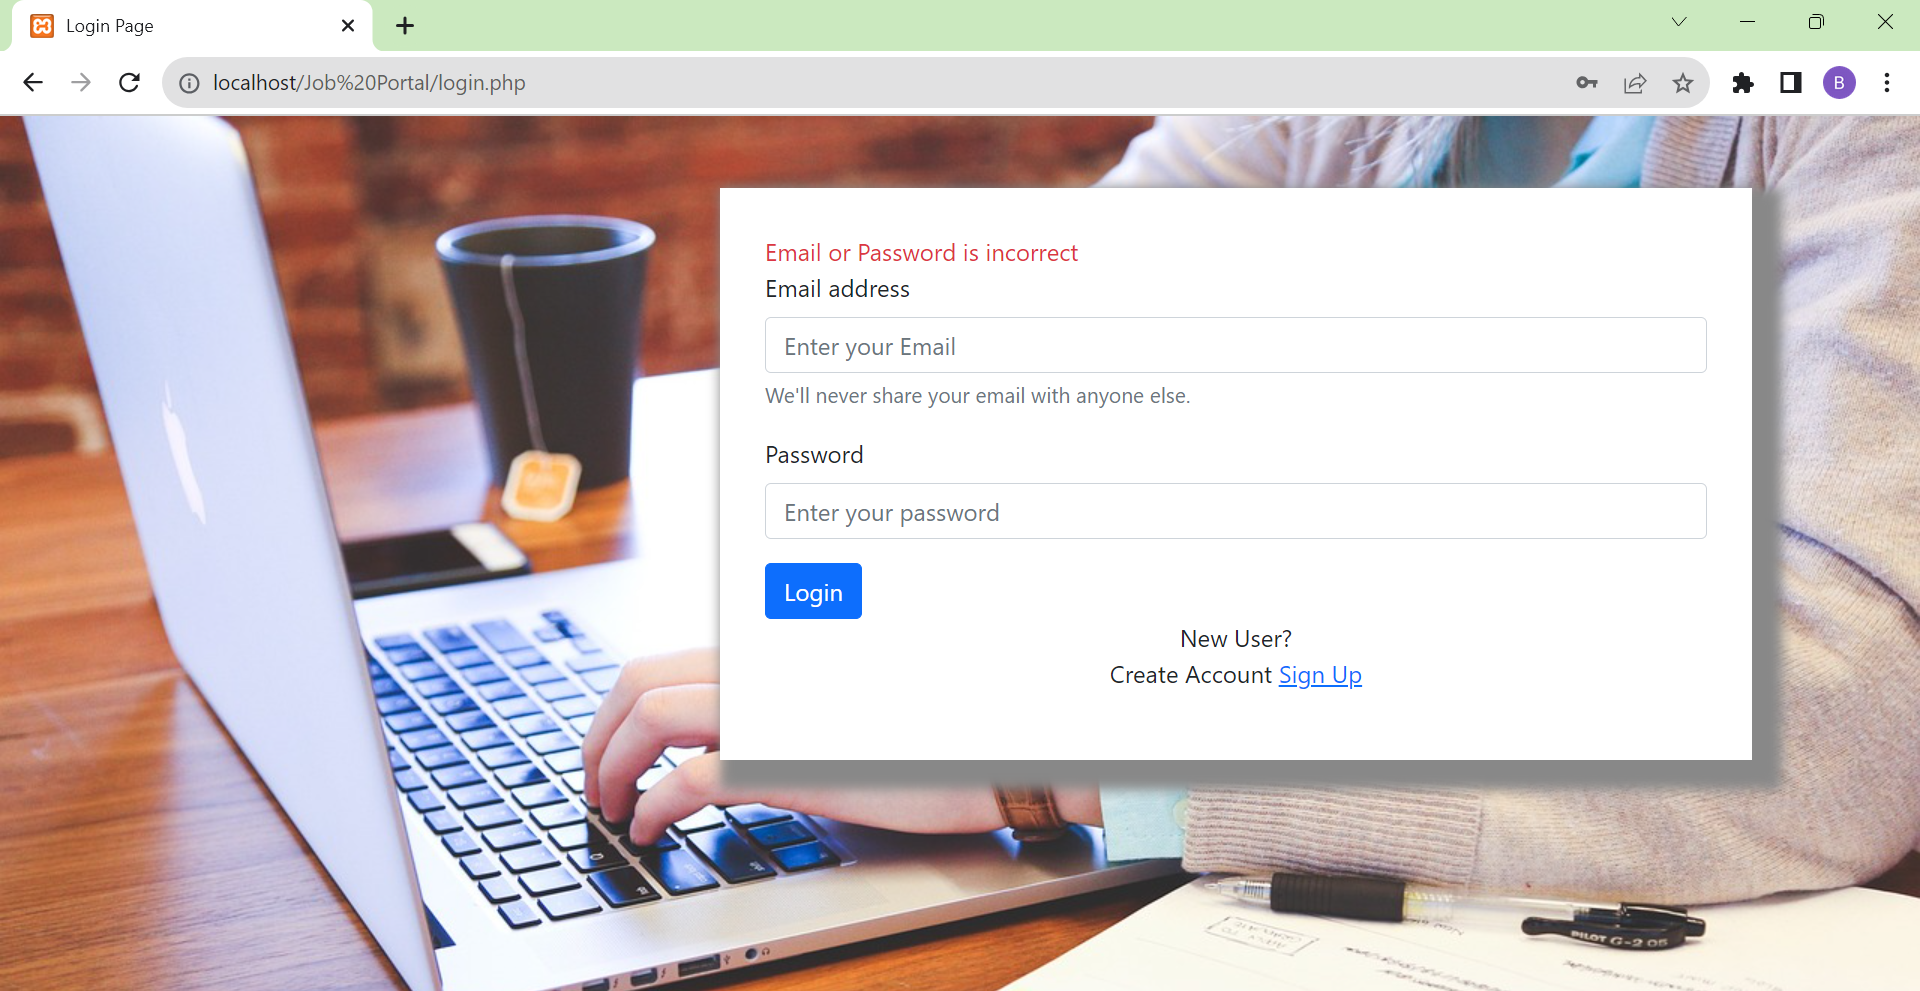 Login Page
localhost/Job%20Portal/login.php
B
Email or Password is incorrect
Email address
Enter your Email
We'll never share your email with anyone else.
Password
Enter your password
Login
New User?
Create Account Sign Up
PILOT G-2 05